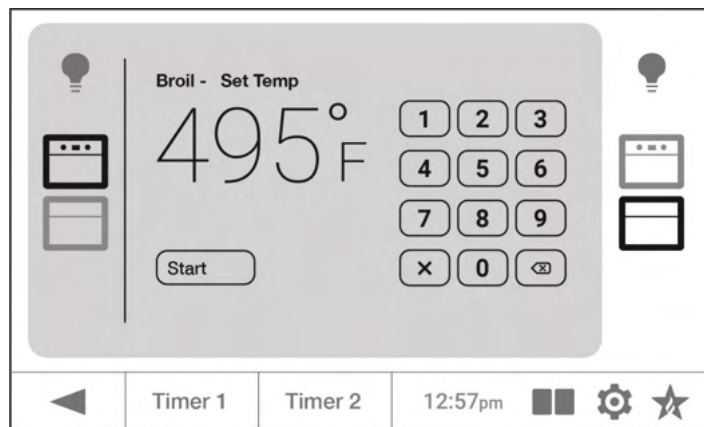 Broil - Set Temp
495°F
1 2 3
4 5 6
7 8 9
× 0 ⌫
Start
Timer 1 Timer 2 12:57pm